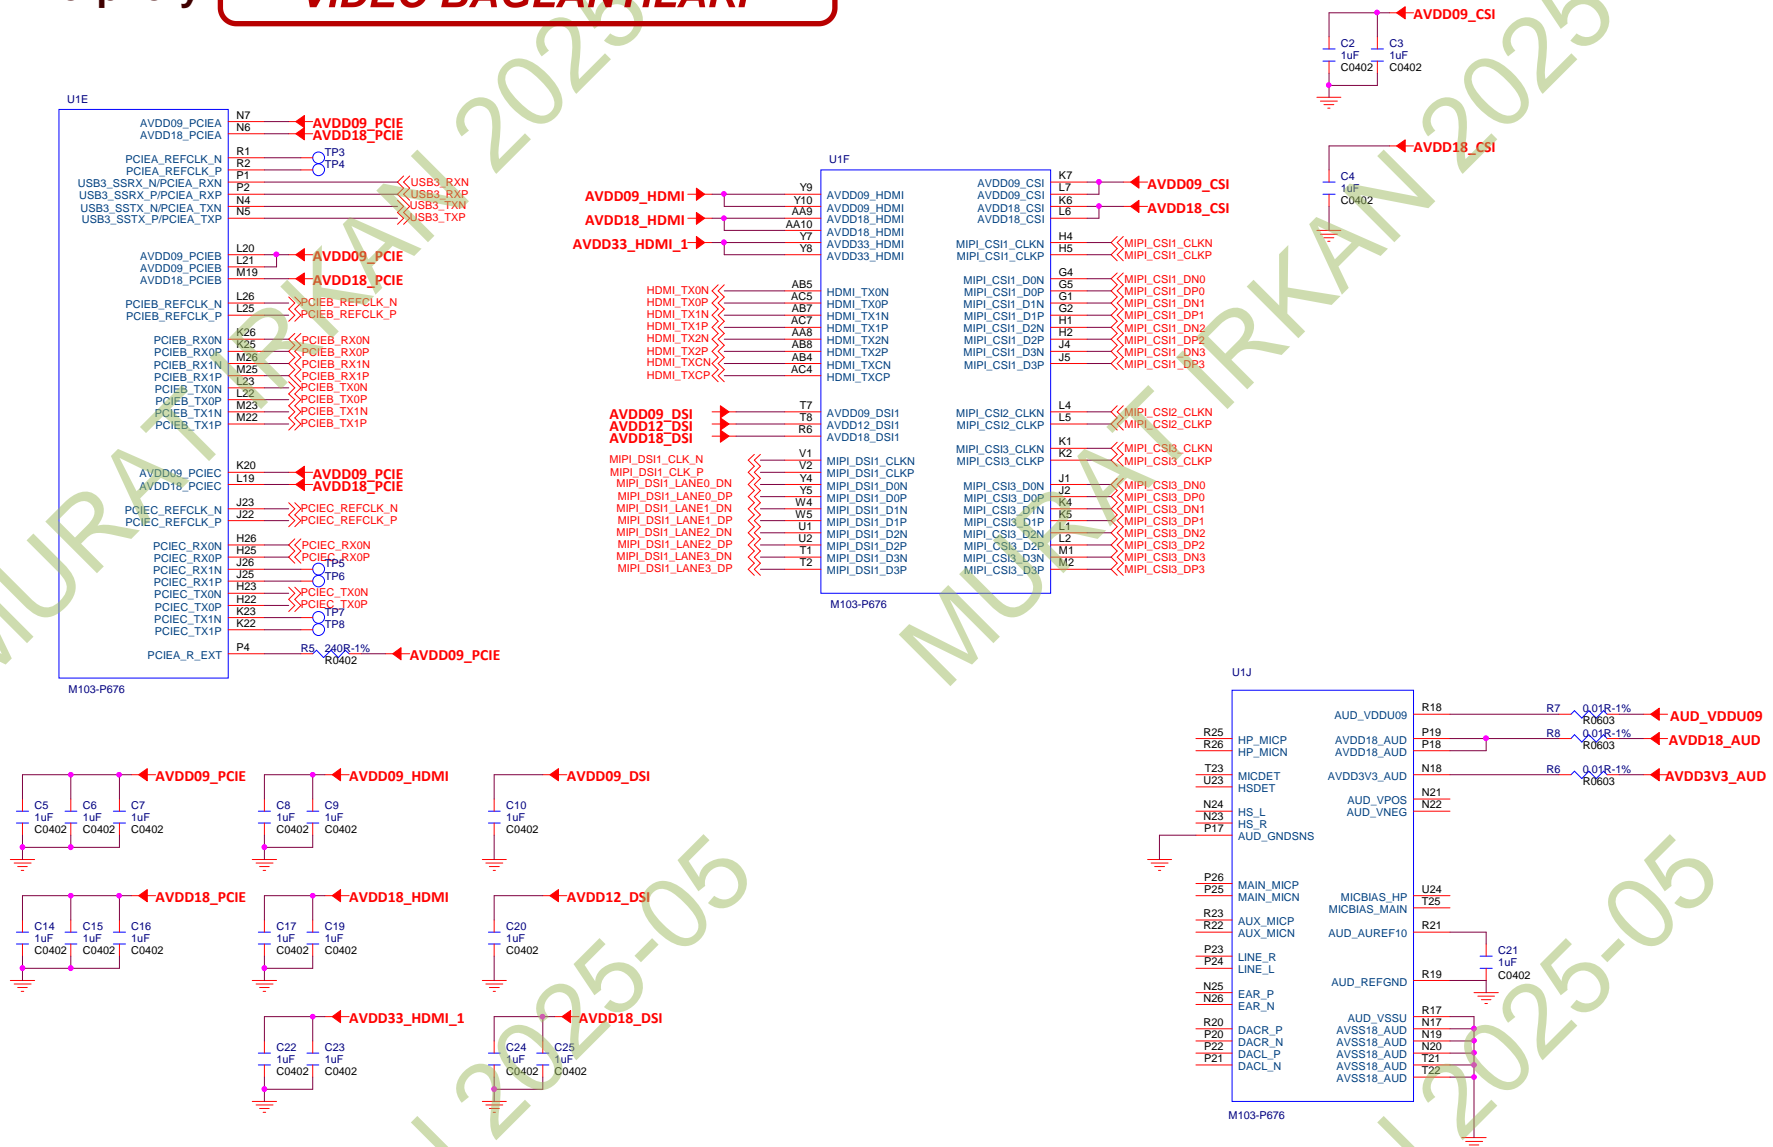 VİDEO BAĞLANTILARI
AVDD09_CSI
C2
1uF
C0402
C3
1uF
C0402
AVDD18_CSI
C4
1uF
C0402
U1E
AVDD09_PCIEA N7 AVDD09_PCIE
AVDD18_PCIEA N6 AVDD18_PCIE
PCIEA_REFCLK_N R1 TP3
PCIEA_REFCLK_P R2 TP4
USB3_SSRX_N/PCIEA_RXN P1 USB3_RXN
USB3_SSRX_P/PCIEA_RXP P2 USB3_RXP
USB3_SSTX_N/PCIEA_TXN N4 USB3_TXN
USB3_SSTX_P/PCIEA_TXP N5 USB3_TXP
AVDD09_PCIEB L20 AVDD09_PCIE
AVDD09_PCIEB L21
AVDD18_PCIEB M19 AVDD18_PCIE
PCIEB_REFCLK_N L26 PCIEB_REFCLK_N
PCIEB_REFCLK_P L25 PCIEB_REFCLK_P
PCIEB_RX0N K26 PCIEB_RX0N
PCIEB_RX0P K25 PCIEB_RX0P
PCIEB_RX1N M26 PCIEB_RX1N
PCIEB_RX1P M25 PCIEB_RX1P
PCIEB_TX0N L23 PCIEB_TX0N
PCIEB_TX0P L22 PCIEB_TX0P
PCIEB_TX1N M23 PCIEB_TX1N
PCIEB_TX1P M22 PCIEB_TX1P
AVDD09_PCIEC K20 AVDD09_PCIE
AVDD18_PCIEC L19 AVDD18_PCIE
PCIEC_REFCLK_N J23 PCIEC_REFCLK_N
PCIEC_REFCLK_P J22 PCIEC_REFCLK_P
PCIEC_RX0N H26 PCIEC_RX0N
PCIEC_RX0P H25 PCIEC_RX0P
PCIEC_RX1N J26 TP5
PCIEC_RX1P J25 TP6
PCIEC_TX0N H23 PCIEC_TX0N
PCIEC_TX0P H22 PCIEC_TX0P
PCIEC_TX1N K23 TP7
PCIEC_TX1P K22 TP8
PCIEA_R_EXT P4 R5 240R-1% R0402 AVDD09_PCIE
M103-P676
U1F
AVDD09_HDMI Y9 AVDD09_HDMI
Y10 AVDD09_HDMI
AVDD18_HDMI AA9 AVDD18_HDMI
AA10 AVDD18_HDMI
AVDD33_HDMI_1 Y7 AVDD33_HDMI
Y8 AVDD33_HDMI
HDMI_TX0N AB5 HDMI_TX0N
HDMI_TX0P AC5 HDMI_TX0P
HDMI_TX1N AB7 HDMI_TX1N
HDMI_TX1P AC7 HDMI_TX1P
HDMI_TX2N AA8 HDMI_TX2N
HDMI_TX2P AB8 HDMI_TX2P
HDMI_TXCN AB4 HDMI_TXCN
HDMI_TXCP AC4 HDMI_TXCP
AVDD09_DSI T7 AVDD09_DSI1
AVDD12_DSI T8 AVDD12_DSI1
AVDD18_DSI R6 AVDD18_DSI1
MIPI_DSI1_CLK_N V1 MIPI_DSI1_CLKN
MIPI_DSI1_CLK_P V2 MIPI_DSI1_CLKP
MIPI_DSI1_LANE0_DN Y4 MIPI_DSI1_D0N
MIPI_DSI1_LANE0_DP Y5 MIPI_DSI1_D0P
MIPI_DSI1_LANE1_DN W4 MIPI_DSI1_D1N
MIPI_DSI1_LANE1_DP W5 MIPI_DSI1_D1P
MIPI_DSI1_LANE2_DN U1 MIPI_DSI1_D2N
MIPI_DSI1_LANE2_DP U2 MIPI_DSI1_D2P
MIPI_DSI1_LANE3_DN T1 MIPI_DSI1_D3N
MIPI_DSI1_LANE3_DP T2 MIPI_DSI1_D3P
AVDD09_CSI K7 AVDD09_CSI
AVDD09_CSI L7
AVDD18_CSI K6 AVDD18_CSI
AVDD18_CSI L6
MIPI_CSI1_CLKN H4 MIPI_CSI1_CLKN
MIPI_CSI1_CLKP H5 MIPI_CSI1_CLKP
MIPI_CSI1_D0N G4 MIPI_CSI1_DN0
MIPI_CSI1_D0P G5 MIPI_CSI1_DP0
MIPI_CSI1_D1N G1 MIPI_CSI1_DN1
MIPI_CSI1_D1P G2 MIPI_CSI1_DP1
MIPI_CSI1_D2N H1 MIPI_CSI1_DN2
MIPI_CSI1_D2P H2 MIPI_CSI1_DP2
MIPI_CSI1_D3N J4 MIPI_CSI1_DN3
MIPI_CSI1_D3P J5 MIPI_CSI1_DP3
MIPI_CSI2_CLKN L4 MIPI_CSI2_CLKN
MIPI_CSI2_CLKP L5 MIPI_CSI2_CLKP
MIPI_CSI3_CLKN K1 MIPI_CSI3_CLKN
MIPI_CSI3_CLKP K2 MIPI_CSI3_CLKP
MIPI_CSI3_D0N J1 MIPI_CSI3_DN0
MIPI_CSI3_D0P J2 MIPI_CSI3_DP0
MIPI_CSI3_D1N K4 MIPI_CSI3_DN1
MIPI_CSI3_D1P K5 MIPI_CSI3_DP1
MIPI_CSI3_D2N L1 MIPI_CSI3_DN2
MIPI_CSI3_D2P L2 MIPI_CSI3_DP2
MIPI_CSI3_D3N M1 MIPI_CSI3_DN3
MIPI_CSI3_D3P M2 MIPI_CSI3_DP3
M103-P676
AVDD09_PCIE
C5 C6 C7
1uF 1uF 1uF
C0402 C0402 C0402
AVDD09_HDMI
C8 C9
1uF 1uF
C0402 C0402
AVDD09_DSI
C10
1uF
C0402
AVDD18_PCIE
C14 C15 C16
1uF 1uF 1uF
C0402 C0402 C0402
AVDD18_HDMI
C17 C19
1uF 1uF
C0402 C0402
AVDD12_DSI
C20
1uF
C0402
AVDD33_HDMI_1
C22 C23
1uF 1uF
C0402 C0402
AVDD18_DSI
C24 C25
1uF 1uF
C0402 C0402
U1J
R25 HP_MICP
R26 HP_MICN
T23 MICDET
U23 HSDET
N24 HS_L
N23 HS_R
P17 AUD_GNDSNS
P26 MAIN_MICP
P25 MAIN_MICN
R23 AUX_MICP
R22 AUX_MICN
P23 LINE_R
P24 LINE_L
N25 EAR_P
N26 EAR_N
R20 DACR_P
P20 DACR_N
P22 DACL_P
P21 DACL_N
AUD_VDDU09 R18 R7 0.01R-1% R0603 AUD_VDDU09
AVDD18_AUD P19 R8 0.01R-1% R0603 AVDD18_AUD
AVDD18_AUD P18
AVDD3V3_AUD N18 R6 0.01R-1% R0603 AVDD3V3_AUD
AUD_VPOS N21
AUD_VNEG N22
MICBIAS_HP U24
MICBIAS_MAIN T25
AUD_AUREF10 R21
C21
1uF
C0402
AUD_REFGND R19
AUD_VSSU R17
AVSS18_AUD N17
AVSS18_AUD N19
AVSS18_AUD N20
AVSS18_AUD T21
AVSS18_AUD T22
M103-P676
MURAT IRKAN 2025
MURAT IRKAN 2025
N 2025-05
N 2025-05